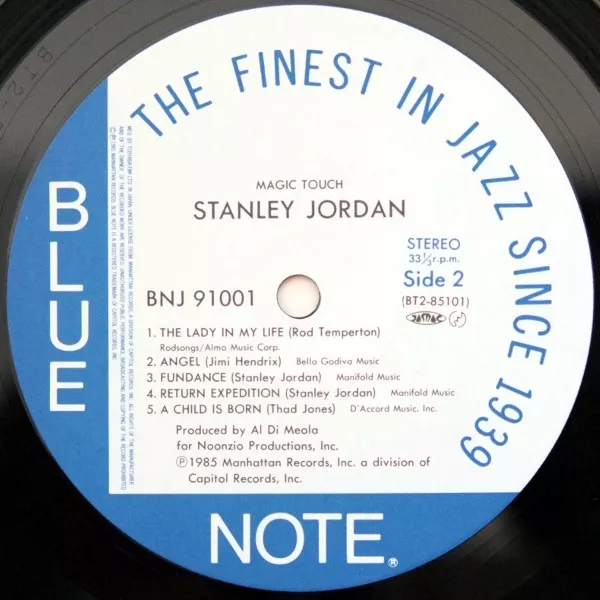 THE FINEST IN JAZZ SINCE 1939
BLUE
NOTE®
MAGIC TOUCH
STANLEY JORDAN
STEREO
33⅓r.p.m.
Side 2
(BT2-85101)
BNJ 91001
1. THE LADY IN MY LIFE (Rod Temperton)
Rodsongs/Almo Music Corp.
2. ANGEL (Jimi Hendrix) Bella Godiva Music
3. FUNDANCE (Stanley Jordan) Manifold Music
4. RETURN EXPEDITION (Stanley Jordan) Manifold Music
5. A CHILD IS BORN (Thad Jones) D'Accord Music, Inc.
Produced by Al Di Meola
for Noonzio Productions, Inc.
Ⓟ1985 Manhattan Records, Inc. a division of
Capitol Records, Inc.